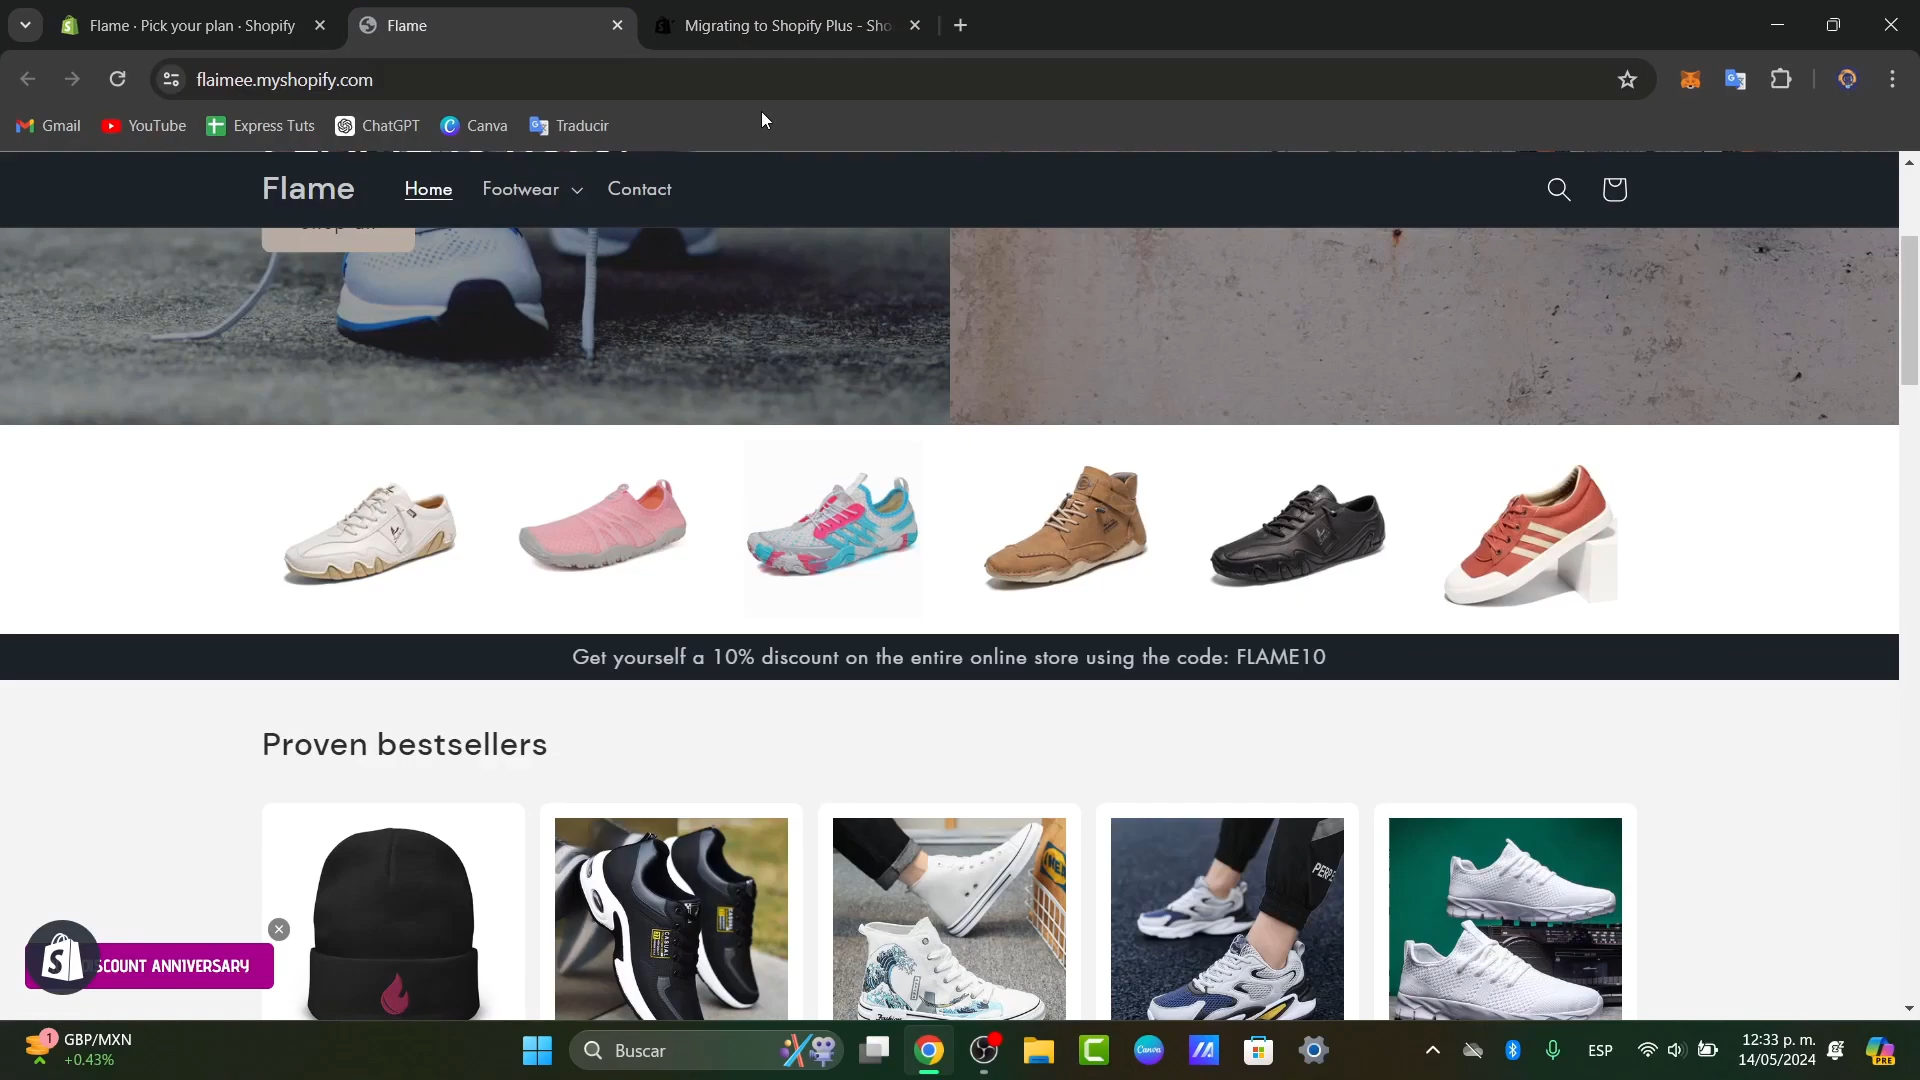 Flame · Pick your plan · Shopify
Flame
Migrating to Shopify Plus - Sho
flaimee.myshopify.com
Gmail
YouTube
Express Tuts
ChatGPT
Canva
Traducir
Flame
Home
Footwear
Contact
Get yourself a 10% discount on the entire online store using the code: FLAME10
Proven bestsellers
SCOUNT ANNIVERSARY
GBP/MXN
+0.43%
Buscar
ESP
12:33 p. m.
14/05/2024